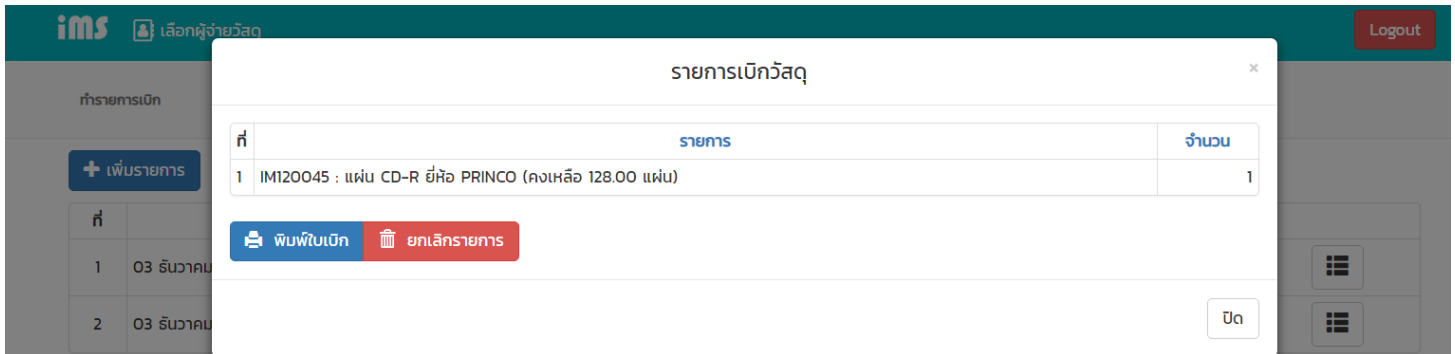 ims เลือกผู้จ่ายวัสดุ Logout
รายการเบิกวัสดุ ×
ทำรายการเบิก
ที่ รายการ จำนวน
1 IM120045 : แผ่น CD-R ยี่ห้อ PRINCO (คงเหลือ 128.00 แผ่น) 1
เพิ่มรายการ
พิมพ์ใบเบิก ยกเลิกรายการ
ที่
1 03 ธันวาคม
2 03 ธันวาคม
ปิด